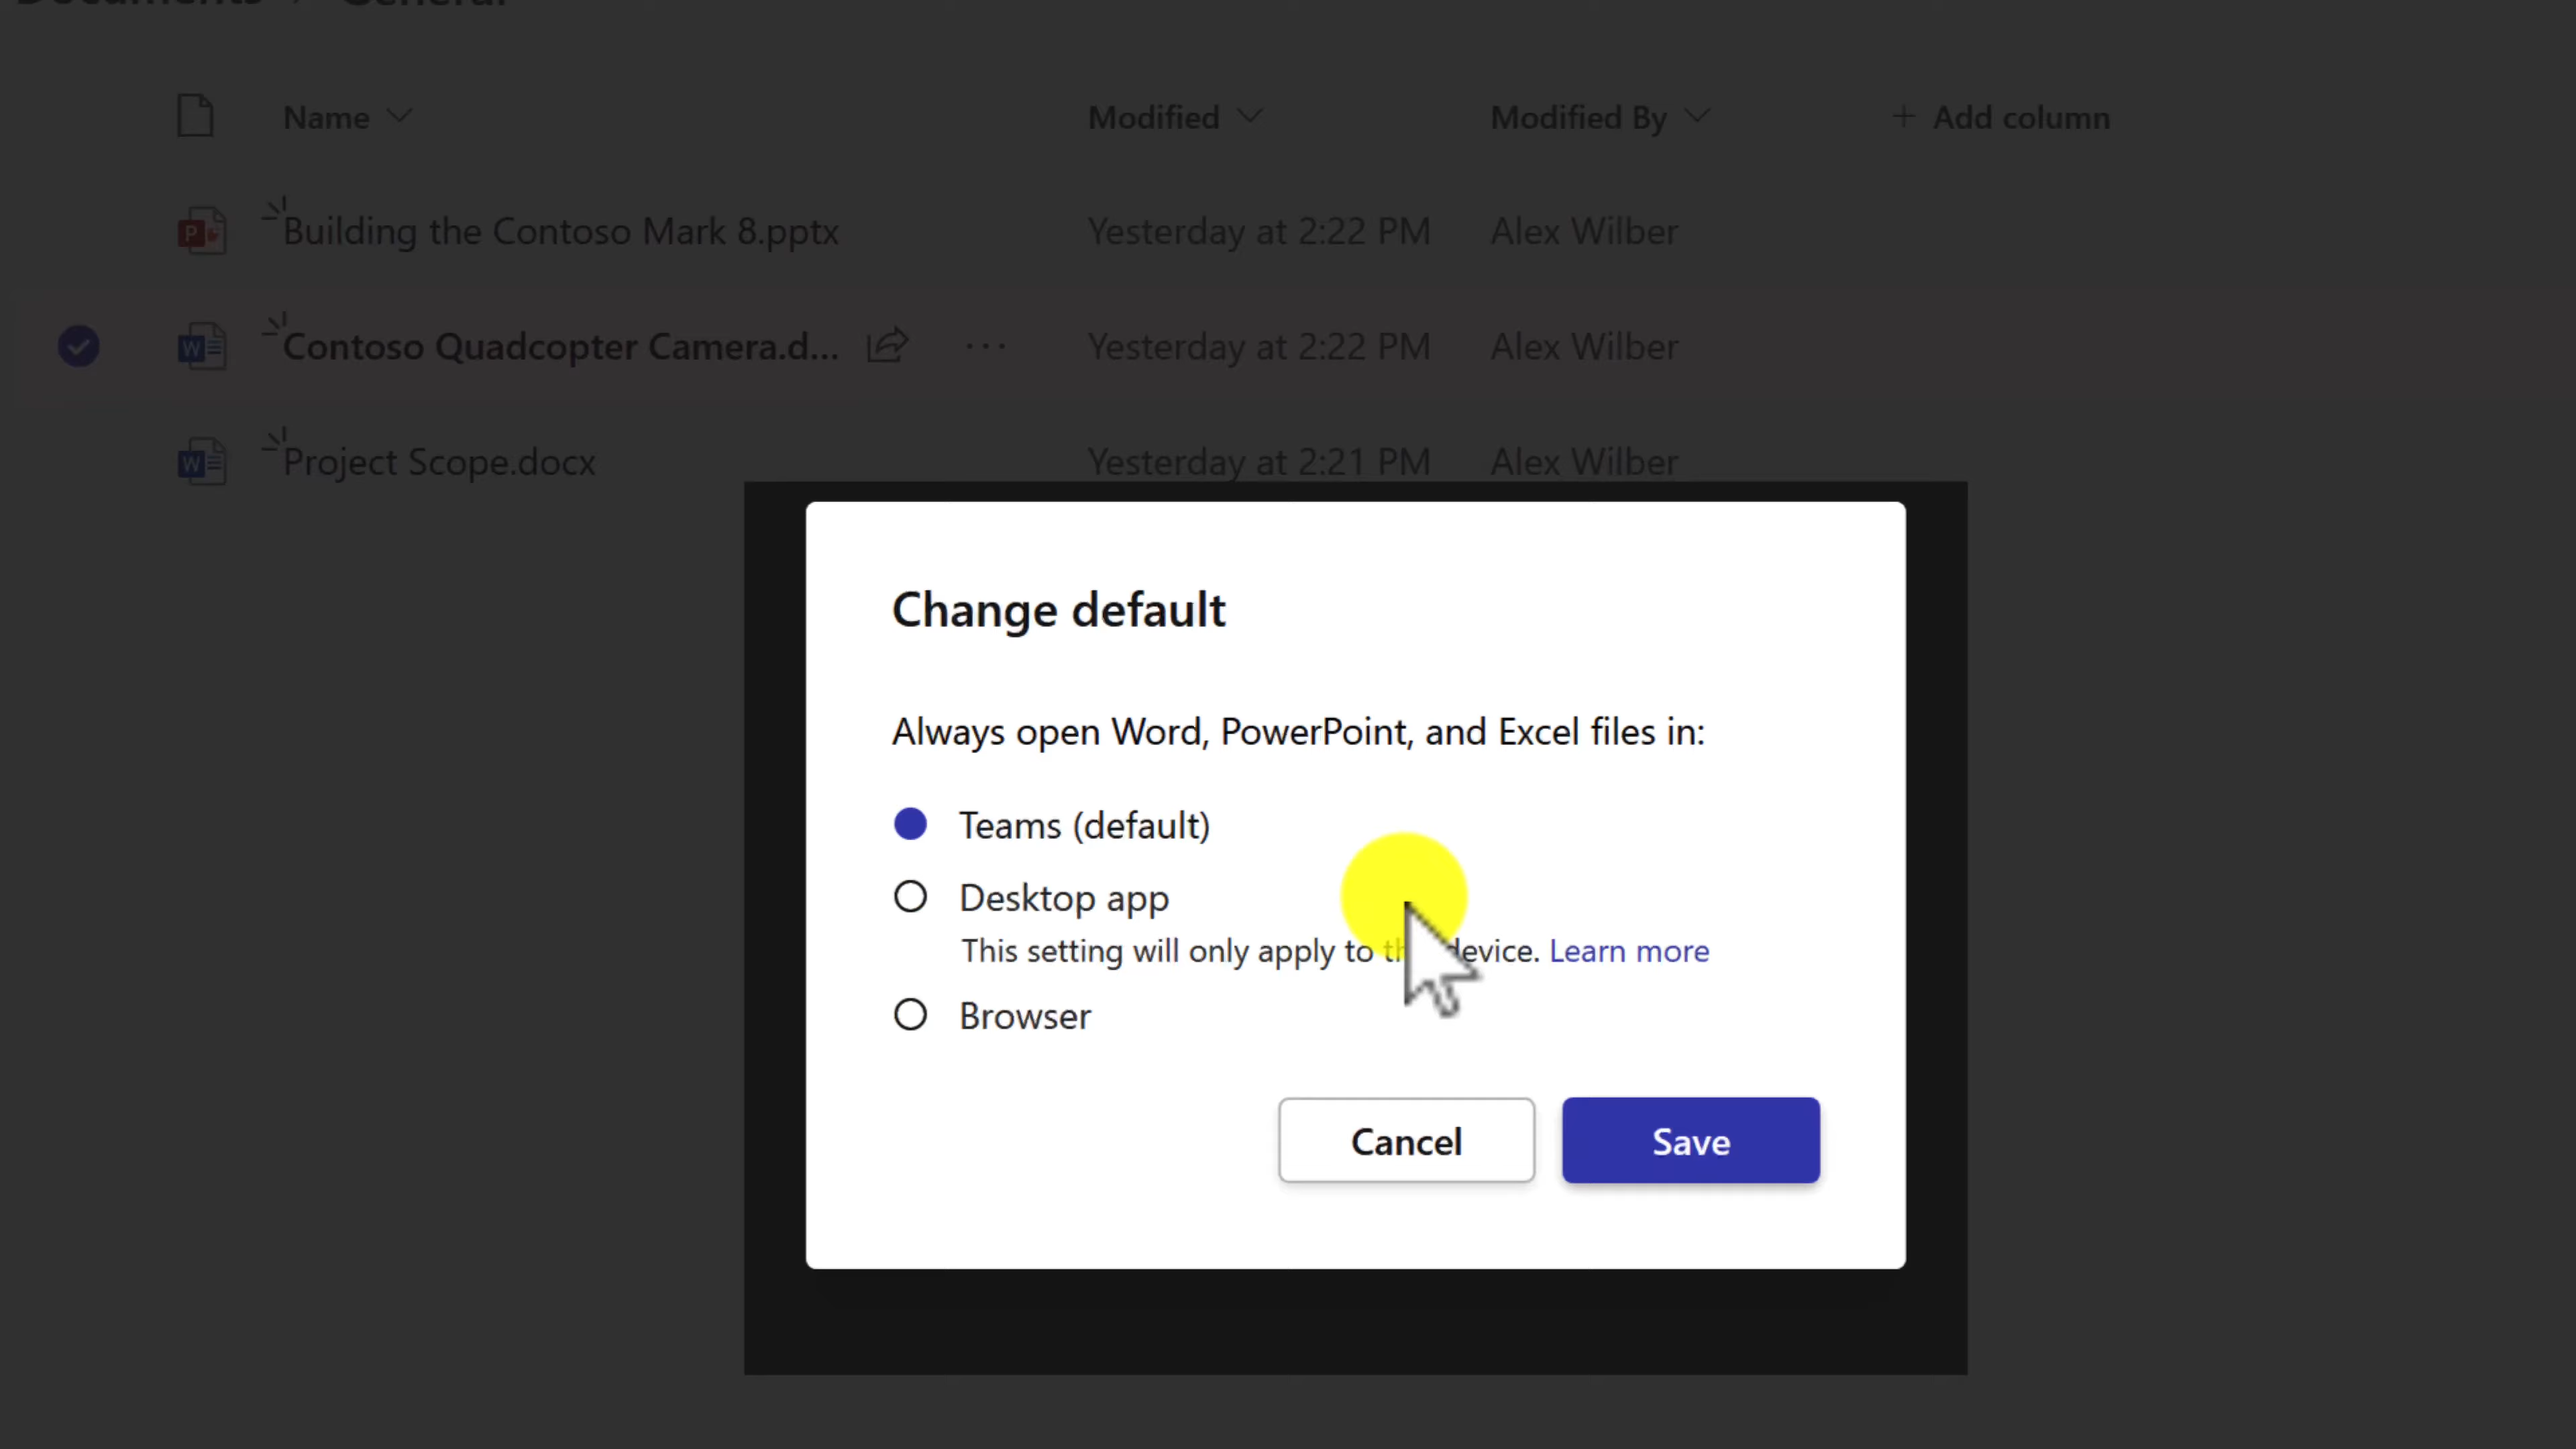 Documents > General
Name
Modified
Modified By
+ Add column
Building the Contoso Mark 8.pptx
Yesterday at 2:22 PM
Alex Wilber
Contoso Quadcopter Camera.d...
Yesterday at 2:22 PM
Alex Wilber
Project Scope.docx
Yesterday at 2:21 PM
Alex Wilber
Change default
Always open Word, PowerPoint, and Excel files in:
Teams (default)
Desktop app
This setting will only apply to device. Learn more
Browser
Cancel
Save